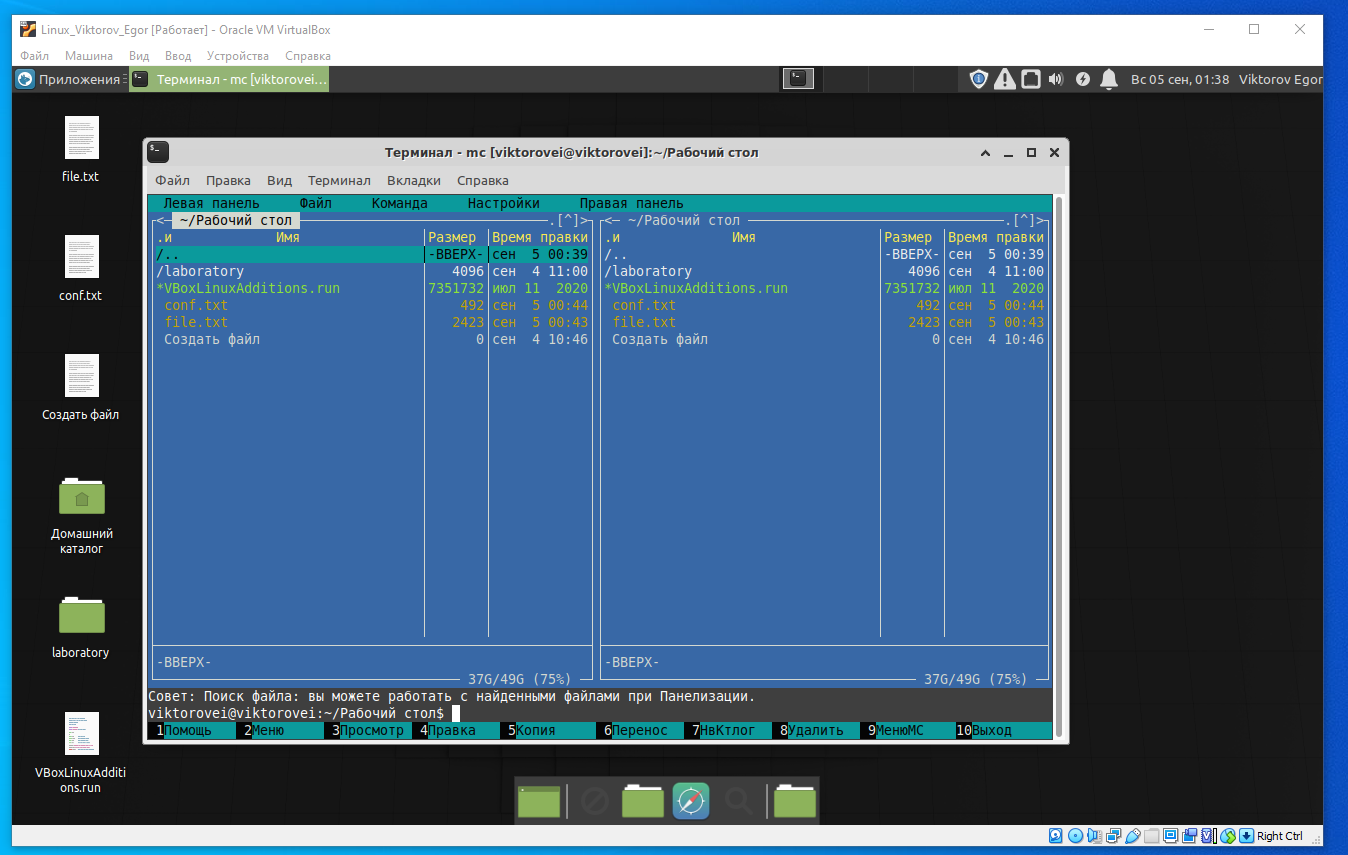 Linux_Viktorov_Egor [Работает] - Oracle VM VirtualBox
Файл Машина Вид Ввод Устройства Справка
Приложения Терминал - mc [viktorovei... Вс 05 сен, 01:38 Viktorov Egor
file.txt
conf.txt
Создать файл
Домашний
каталог
laboratory
VBoxLinuxAdditi
ons.run
Терминал - mc [viktorovei@viktorovei]:~/Рабочий стол
Файл Правка Вид Терминал Вкладки Справка
Левая панель Файл Команда Настройки Правая панель
<─ ~/Рабочий стол ─.[^]> <─ ~/Рабочий стол ─.[^]>
.и Имя Размер Время правки .и Имя Размер Время правки
/.. -ВВЕРХ- сен 5 00:39 /.. -ВВЕРХ- сен 5 00:39
/laboratory 4096 сен 4 11:00 /laboratory 4096 сен 4 11:00
*VBoxLinuxAdditions.run 7351732 июл 11 2020 *VBoxLinuxAdditions.run 7351732 июл 11 2020
conf.txt 492 сен 5 00:44 conf.txt 492 сен 5 00:44
file.txt 2423 сен 5 00:43 file.txt 2423 сен 5 00:43
Создать файл 0 сен 4 10:46 Создать файл 0 сен 4 10:46
-ВВЕРХ- -ВВЕРХ-
37G/49G (75%) 37G/49G (75%)
Совет: Поиск файла: вы можете работать с найденными файлами при Панелизации.
viktorovei@viktorovei:~/Рабочий стол$
1Помощь 2Меню 3Просмотр 4Правка 5Копия 6Перенос 7НвКтлог 8Удалить 9МенюMC 10Выход
Right Ctrl